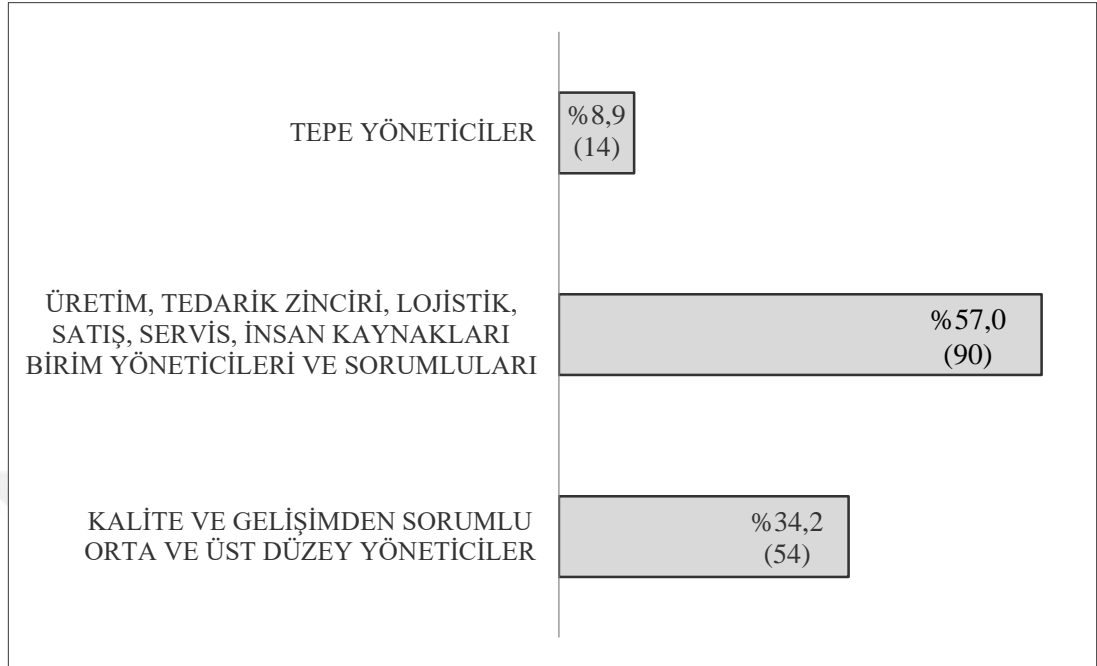 TEPE YÖNETİCİLER
%8,9
(14)
ÜRETİM, TEDARİK ZİNCİRİ, LOJİSTİK,
SATIŞ, SERVİS, İNSAN KAYNAKLARI
BİRİM YÖNETİCİLERİ VE SORUMLULARI
%57,0
(90)
KALİTE VE GELİŞİMDEN SORUMLU
ORTA VE ÜST DÜZEY YÖNETİCİLER
%34,2
(54)